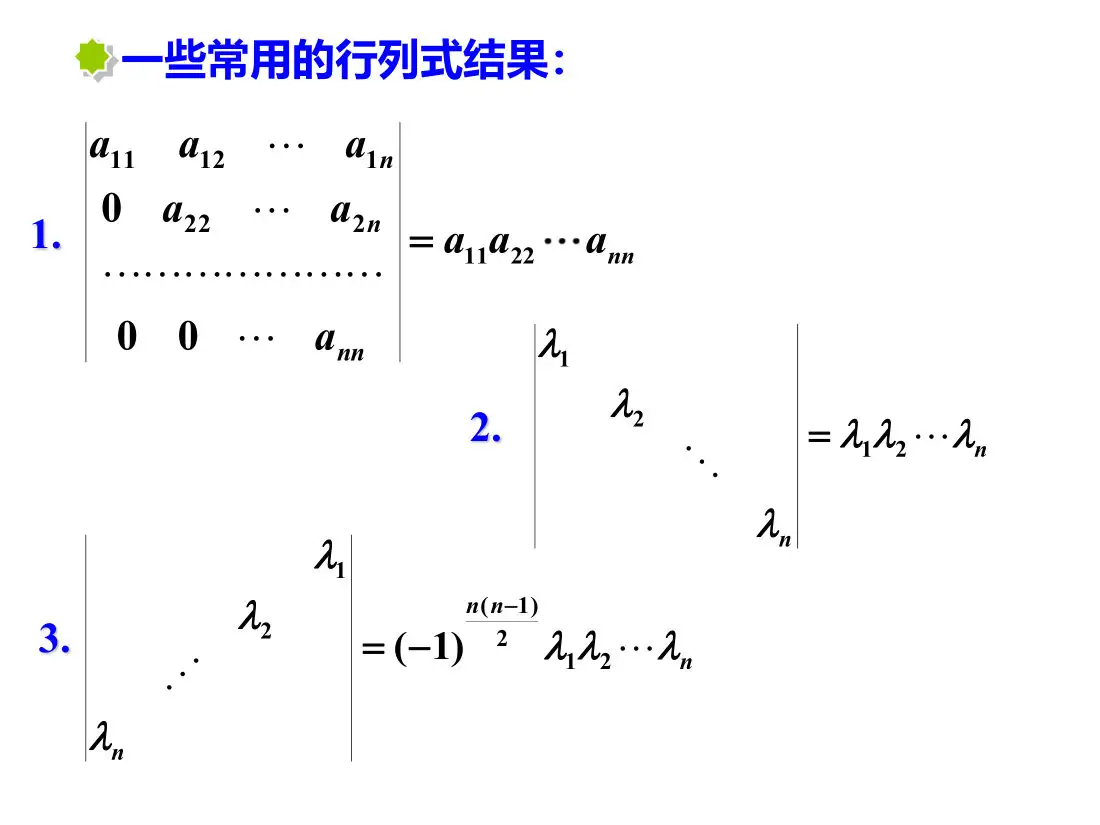 一些常用的行列式结果：
1.
a11 a12 ⋯ a1n
0 a22 ⋯ a2n
⋯⋯⋯⋯⋯⋯⋯
0 0 ⋯ ann
= a11a22 ⋯ ann
2.
λ1
λ2
⋱
λn
= λ1λ2 ⋯ λn
3.
λ1
λ2
⋰
λn
= (−1)^(n(n−1)/2) λ1λ2 ⋯ λn